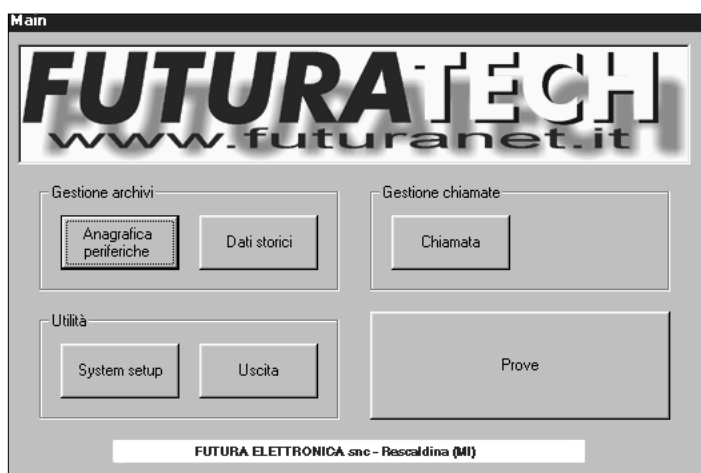 Main
FUTURATECH
www.futuranet.it
Gestione archivi
Anagrafica
periferiche
Dati storici
Gestione chiamate
Chiamata
Utilità
System setup
Uscita
Prove
FUTURA ELETTRONICA snc - Rescaldina (MI)